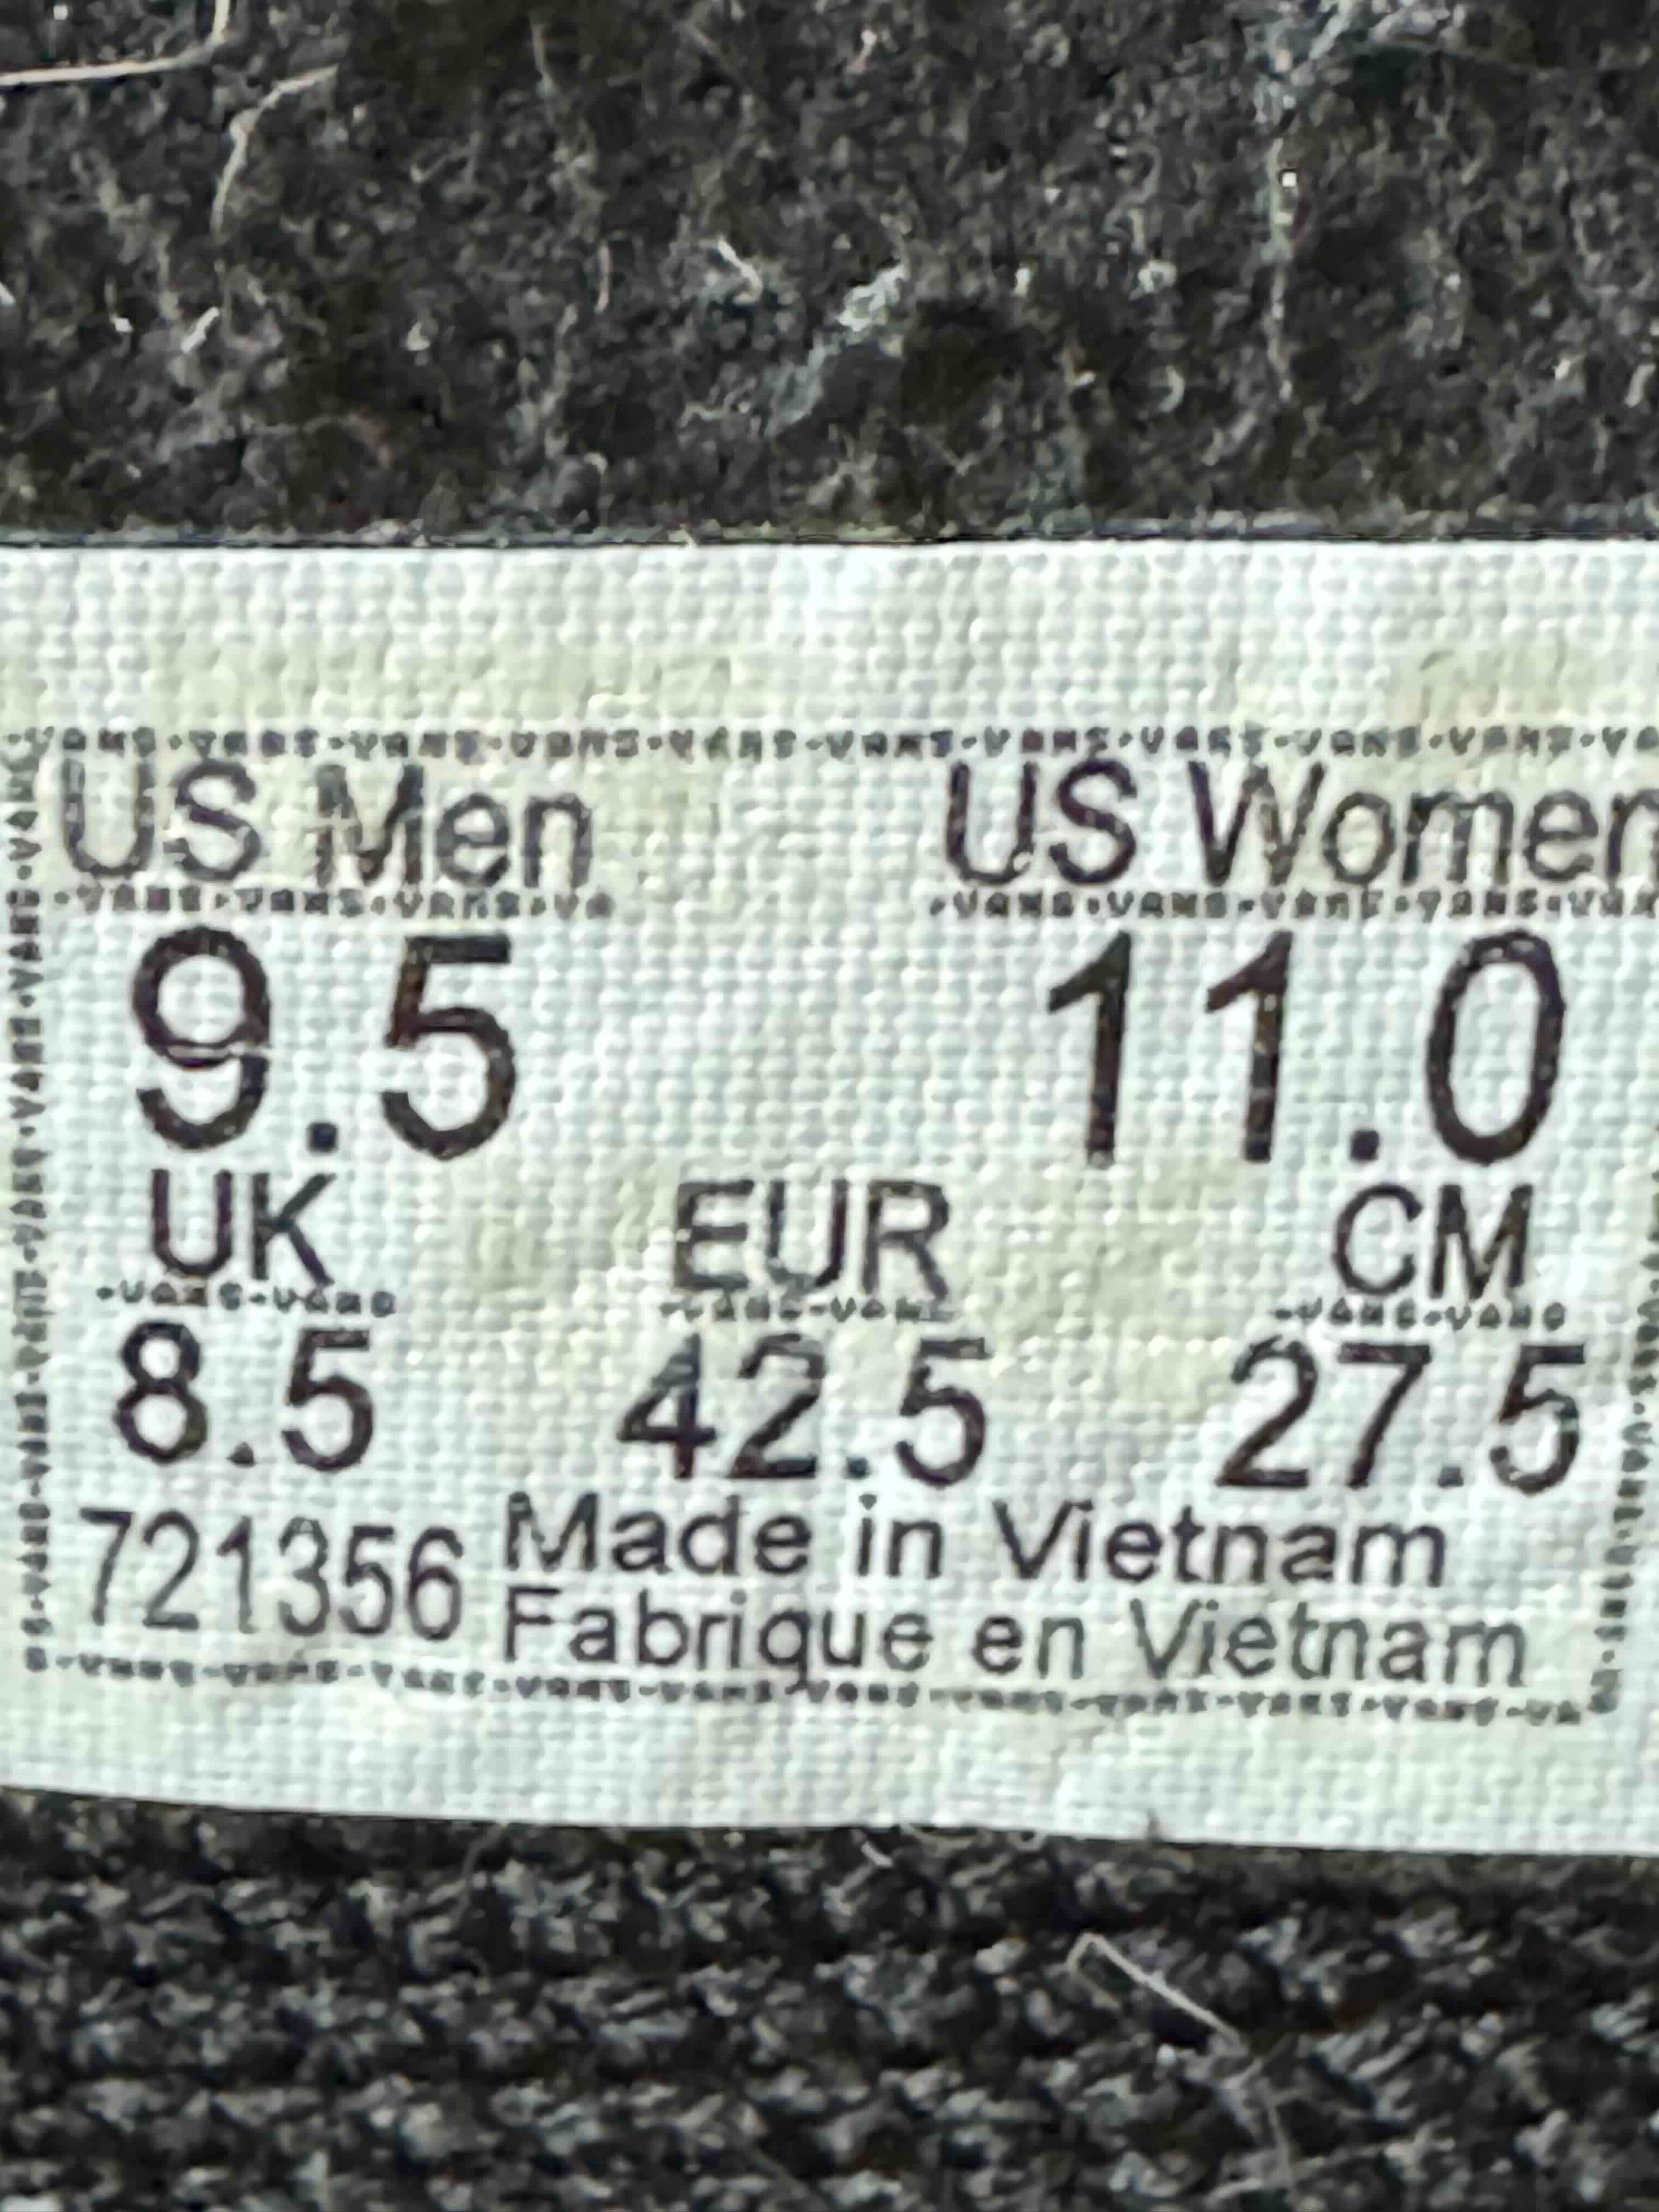 US Men US Women
9.5 11.0
UK EUR CM
8.5 42.5 27.5
721356 Made in Vietnam
Fabrique en Vietnam